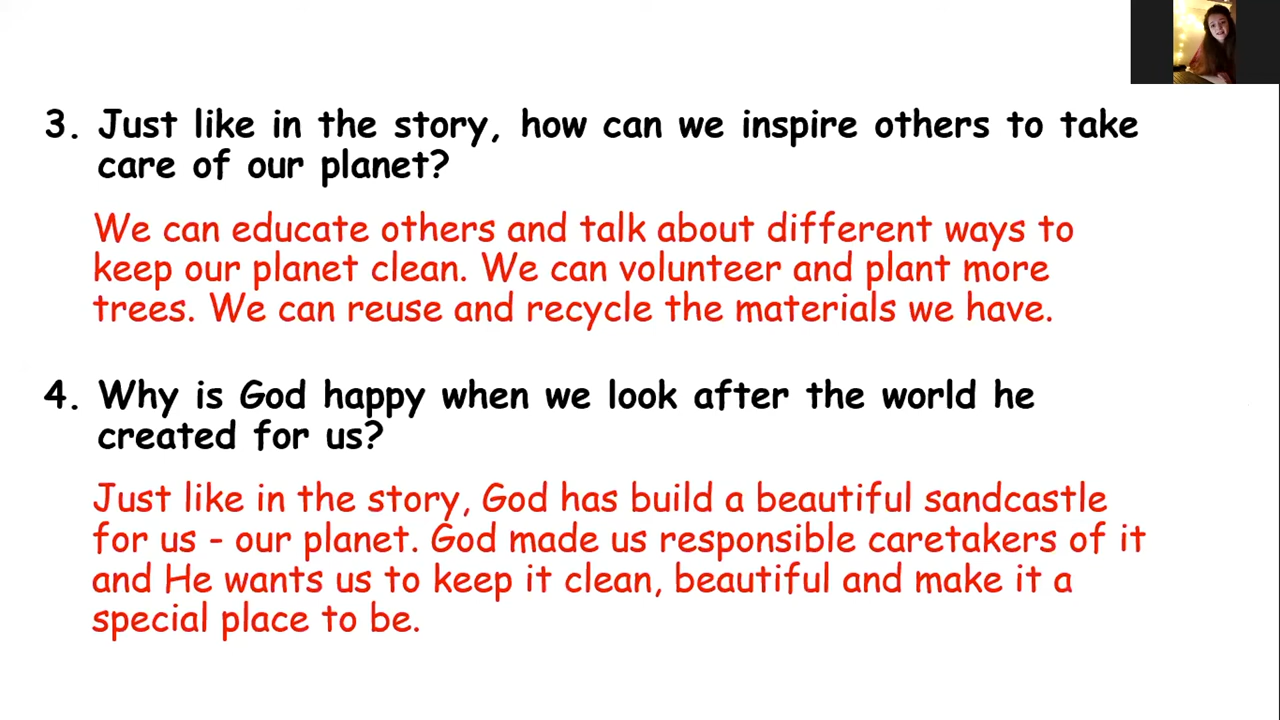 3. Just like in the story, how can we inspire others to take
care of our planet?
We can educate others and talk about different ways to
keep our planet clean. We can volunteer and plant more
trees. We can reuse and recycle the materials we have.
4. Why is God happy when we look after the world he
created for us?
Just like in the story, God has build a beautiful sandcastle
for us - our planet. God made us responsible caretakers of it
and He wants us to keep it clean, beautiful and make it a
special place to be.